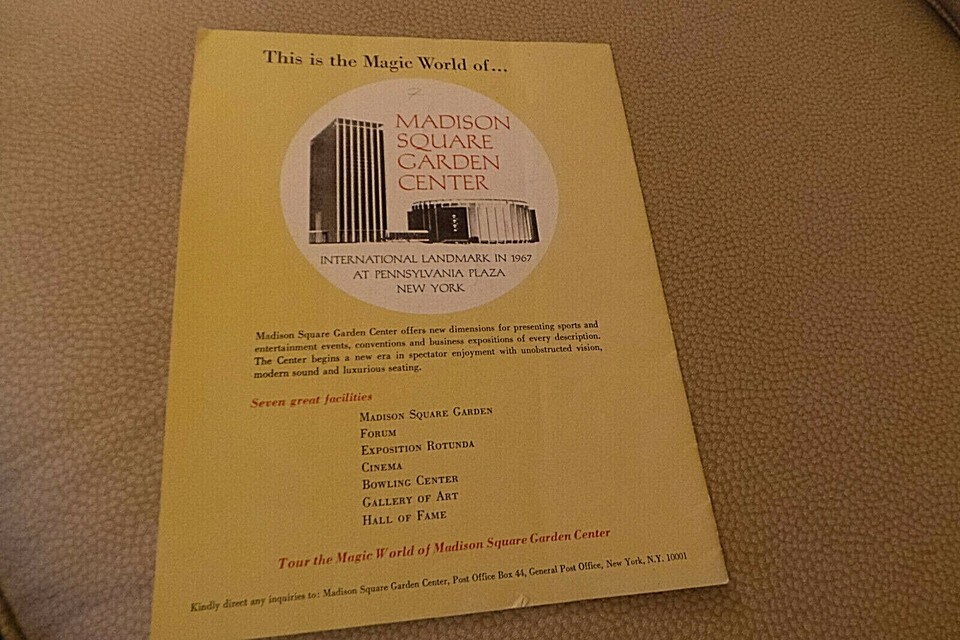 This is the Magic World of...
MADISON
SQUARE
GARDEN
CENTER
INTERNATIONAL LANDMARK IN 1967
AT PENNSYLVANIA PLAZA
NEW YORK
Madison Square Garden Center offers new dimensions for presenting sports and
entertainment events, conventions and business expositions of every description.
The Center begins a new era in spectator enjoyment with unobstructed vision,
modern sound and luxurious seating.
Seven great facilities
MADISON SQUARE GARDEN
FORUM
EXPOSITION ROTUNDA
CINEMA
BOWLING CENTER
GALLERY OF ART
HALL OF FAME
Tour the Magic World of Madison Square Garden Center
Kindly direct any inquiries to: Madison Square Garden Center, Post Office Box 44, General Post Office, New York, N.Y. 10001